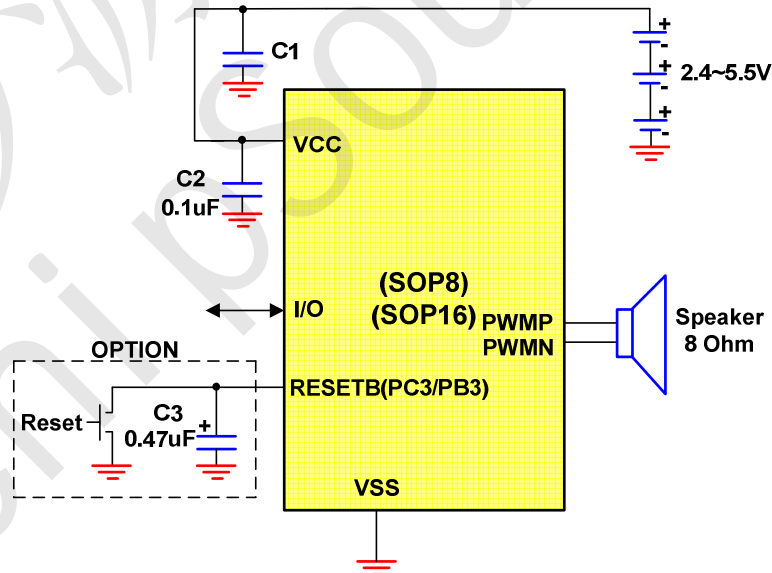 C1
+
-
+
-
+
-
2.4~5.5V
VCC
C2
0.1uF
(SOP8)
(SOP16)
I/O
PWMP
PWMN
Speaker
8 Ohm
OPTION
RESETB(PC3/PB3)
Reset
C3
+
0.47uF
VSS